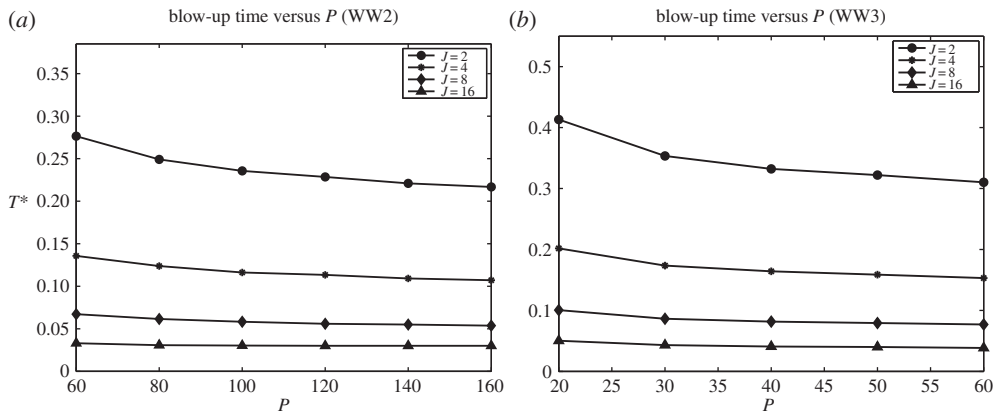 (a) blow-up time versus P (WW2)
0.35
0.30
0.25
T* 0.20
0.15
0.10
0.05
0
60 80 100 120 140 160
P
J = 2
J = 4
J = 8
J = 16
(b) blow-up time versus P (WW3)
0.5
0.4
0.3
0.2
0.1
0
20 25 30 35 40 45 50 55 60
P
J = 2
J = 4
J = 8
J = 16